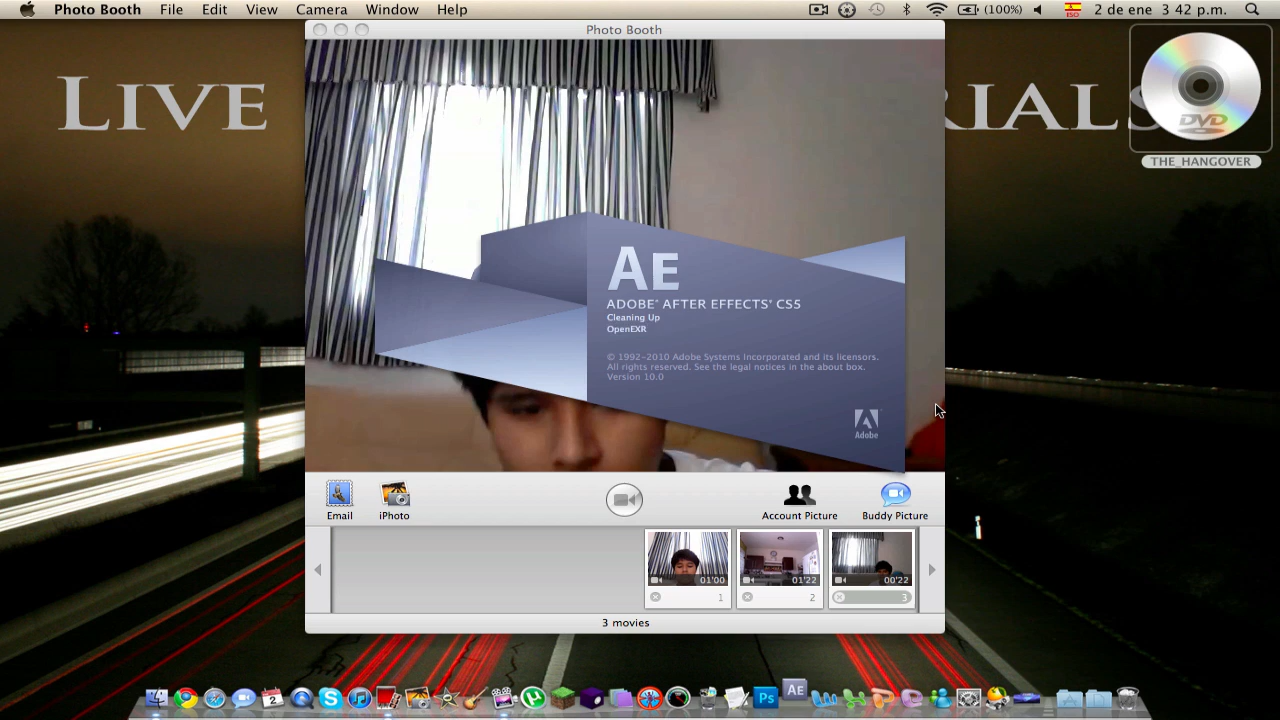 Photo Booth File Edit View Camera Window Help (100%) ISO 2 de ene 3 42 p.m.
Photo Booth
LIVE RIALS
DVD
THE_HANGOVER
AE
ADOBE® AFTER EFFECTS® CS5
Cleaning Up
OpenEXR
© 1992-2010 Adobe Systems Incorporated and its licensors.
All rights reserved. See the legal notices in the about box.
Version 10.0
Adobe
Email iPhoto Account Picture Buddy Picture
01'00 01'22 00'22
1 2 3
3 movies
2 Ps AE